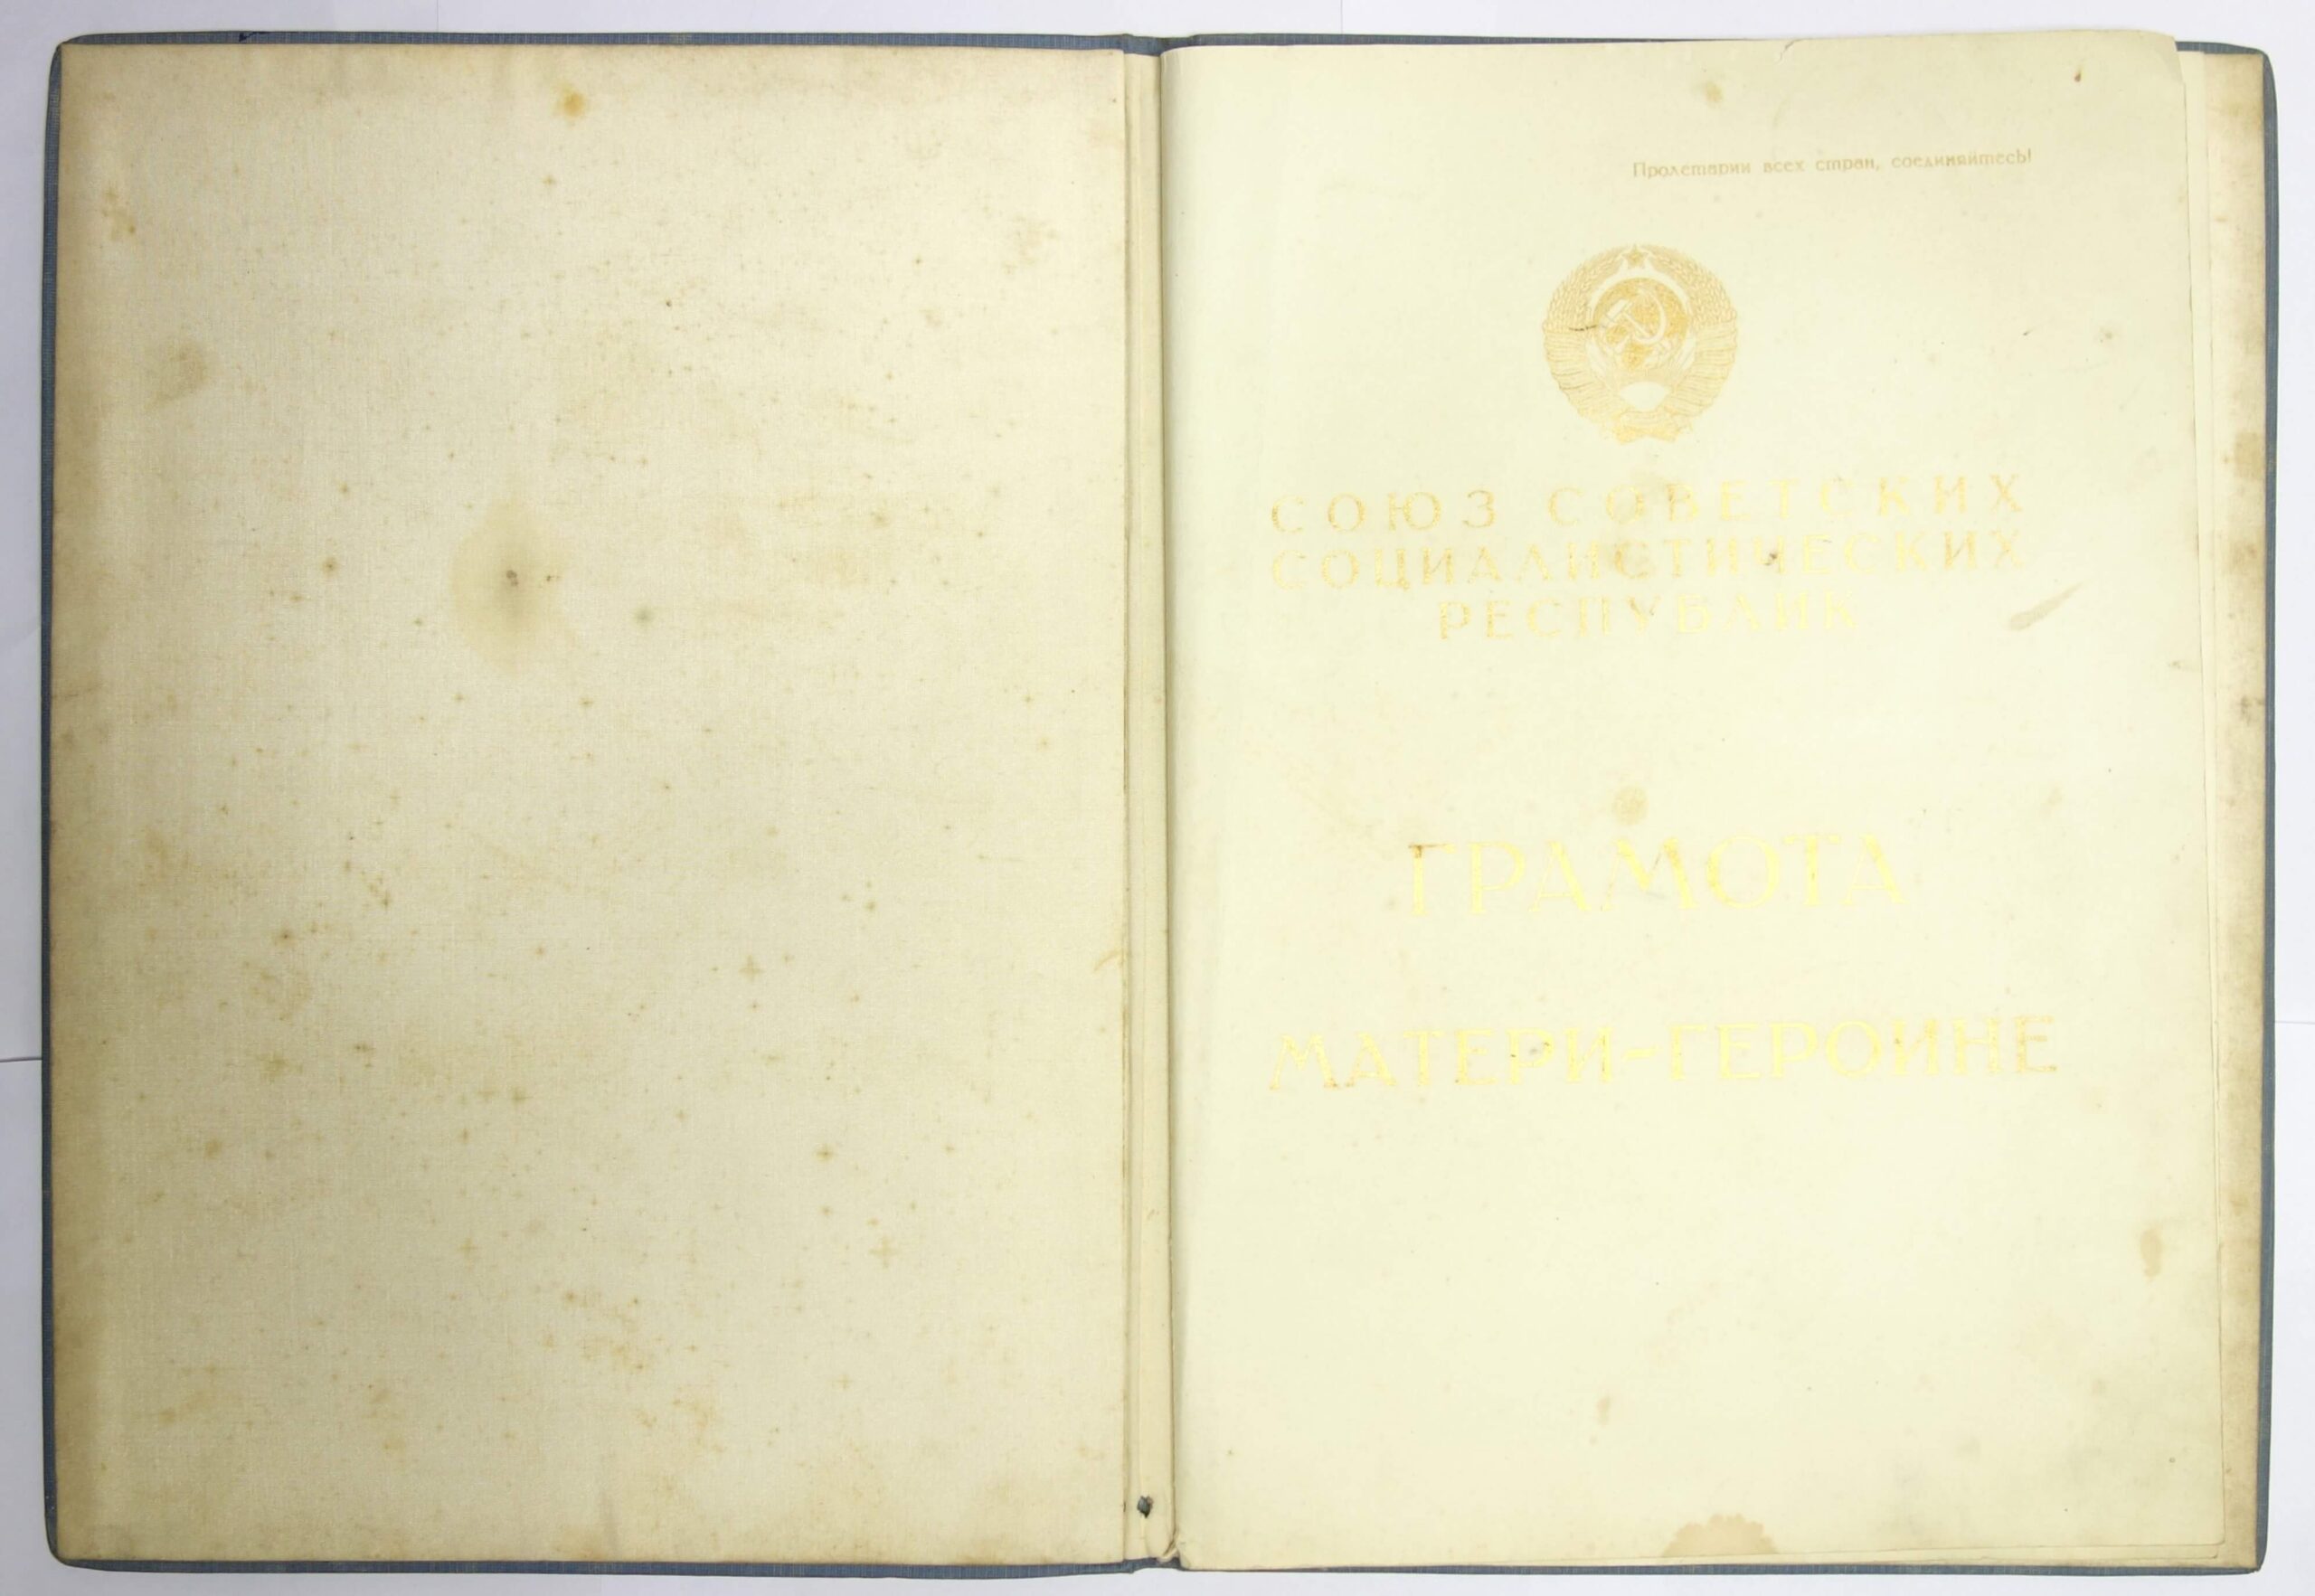 Пролетарии всех стран, соединяйтесь!
СОЮЗ СОВЕТСКИХ
СОЦИАЛИСТИЧЕСКИХ
РЕСПУБЛИК
ГРАМОТА
МАТЕРИ-ГЕРОИНЕ